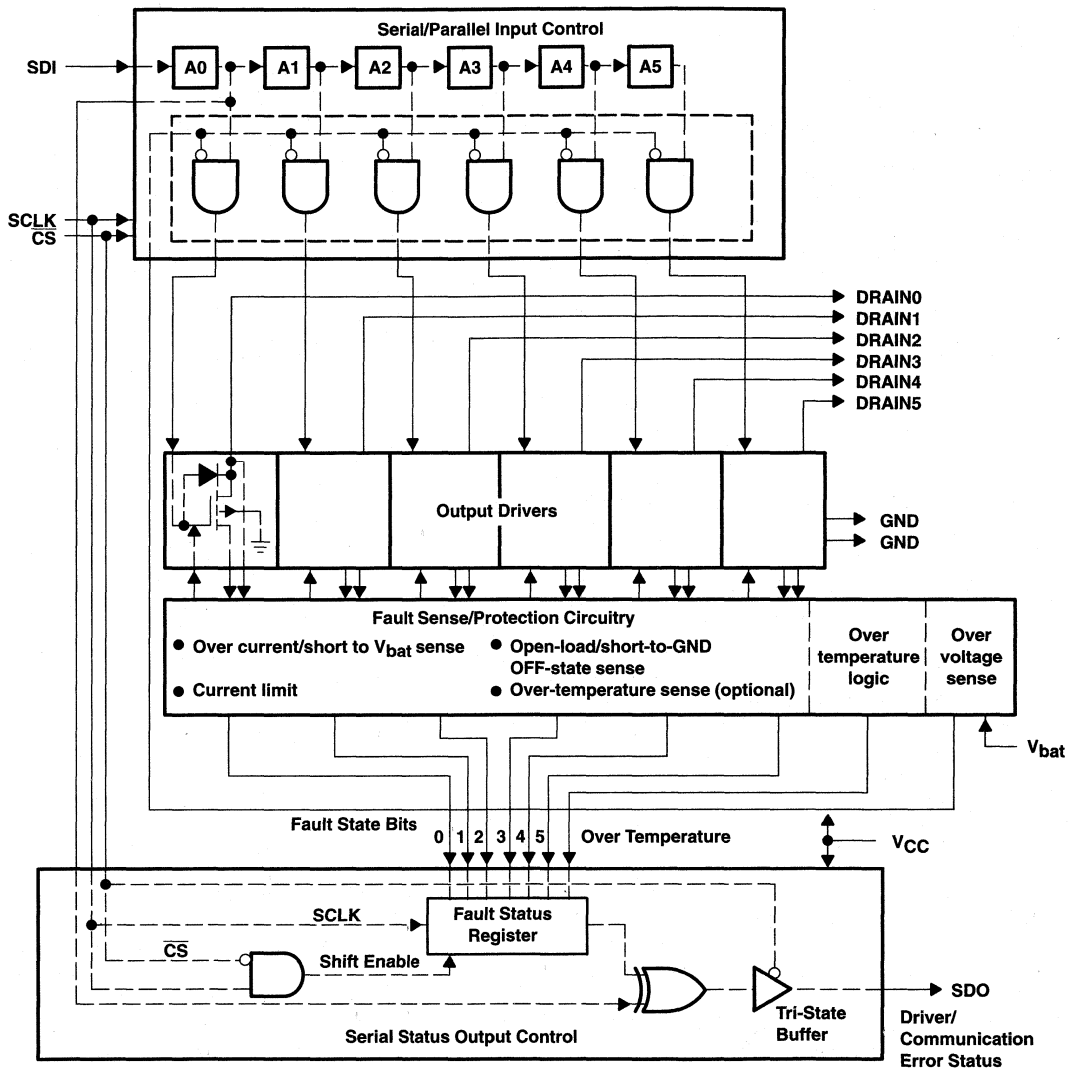 Serial/Parallel Input Control
SDI
A0
A1
A2
A3
A4
A5
SCLK
CS
DRAIN0
DRAIN1
DRAIN2
DRAIN3
DRAIN4
DRAIN5
Output Drivers
GND
GND
Fault Sense/Protection Circuitry
● Over current/short to Vbat sense
● Current limit
● Open-load/short-to-GND
OFF-state sense
● Over-temperature sense (optional)
Over
temperature
logic
Over
voltage
sense
Vbat
Fault State Bits
0 1 2 3 4 5
Over Temperature
VCC
SCLK
Fault Status
Register
CS
Shift Enable
Tri-State
Buffer
SDO
Driver/
Communication
Error Status
Serial Status Output Control